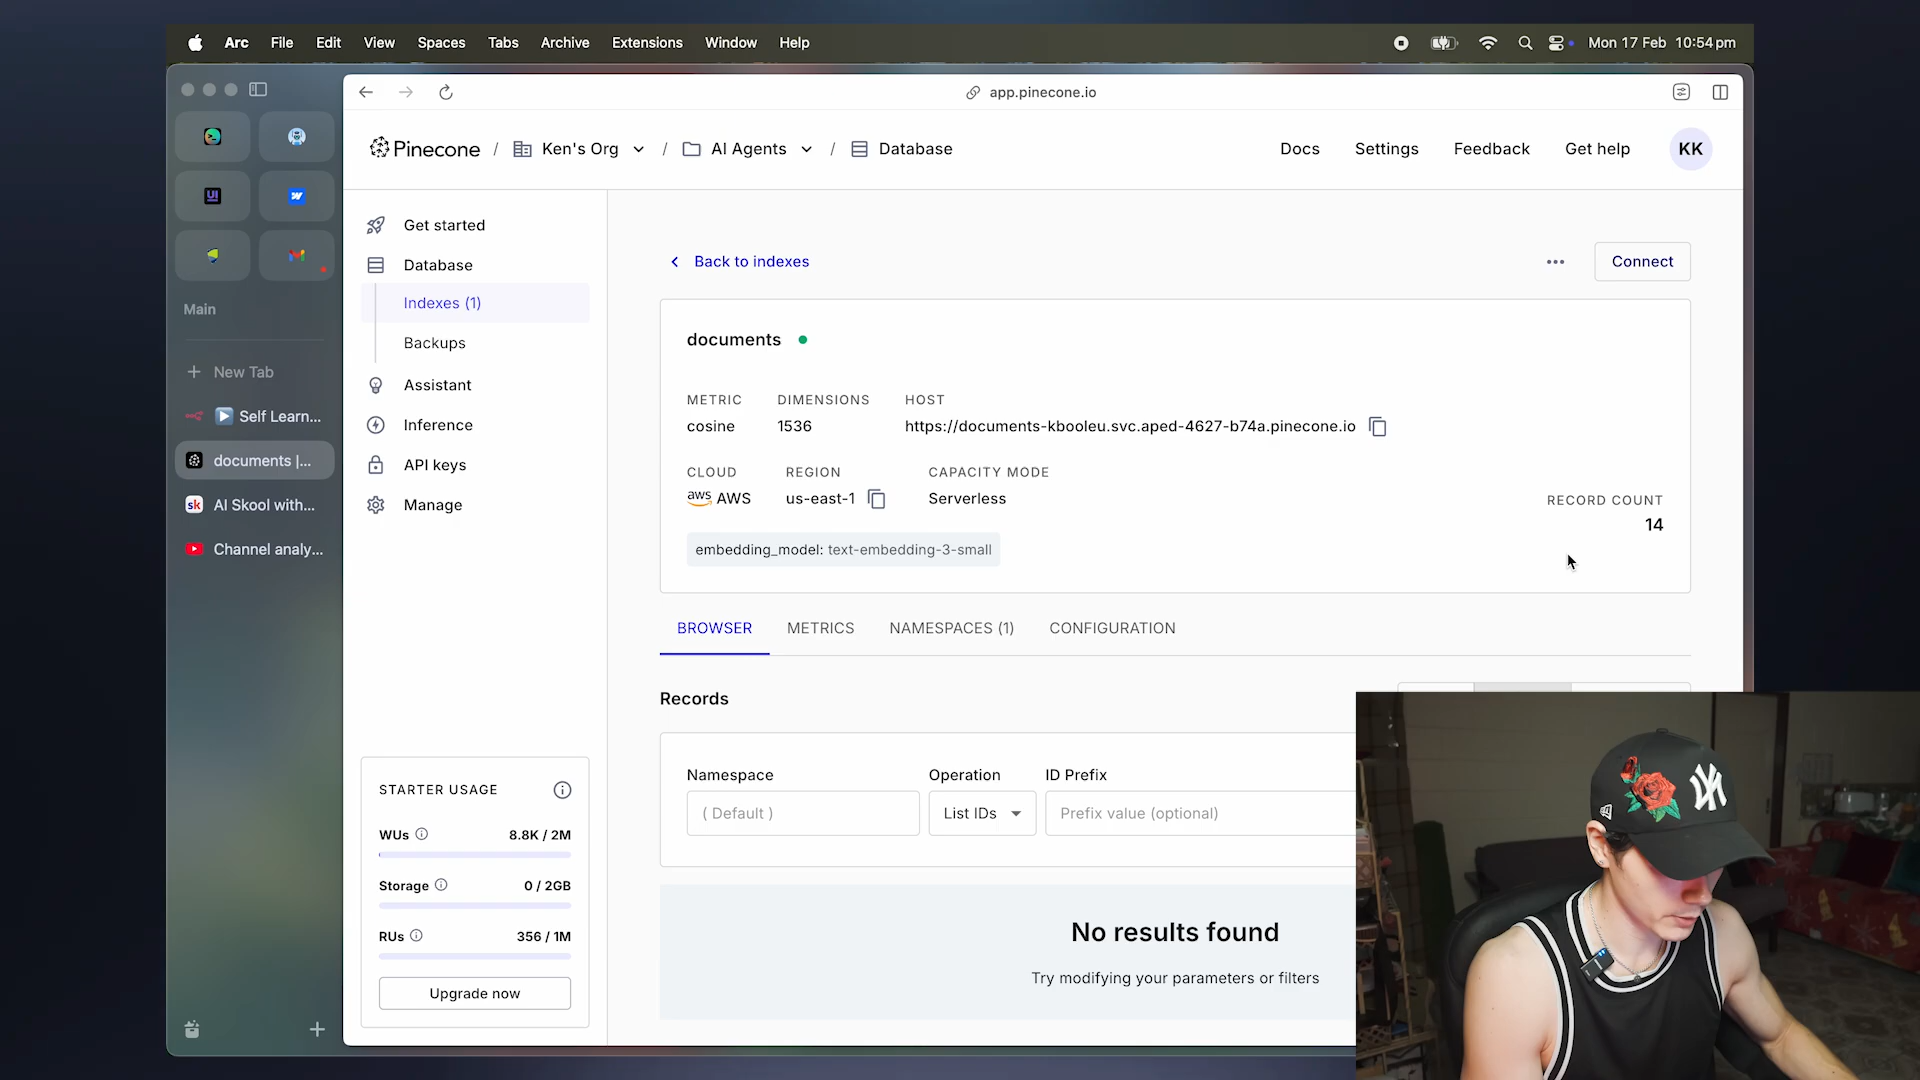 Arc File Edit View Spaces Tabs Archive Extensions Window Help Mon 17 Feb 10:54 pm
app.pinecone.io
Pinecone / Ken's Org / AI Agents / Database Docs Settings Feedback Get help KK
UI
Main
New Tab
Self Learn...
documents |...
sk AI Skool with...
Channel analy...
Get started
Database
Indexes (1)
Backups
Assistant
Inference
API keys
Manage
STARTER USAGE
WUs 8.8K / 2M
Storage 0 / 2GB
RUs 356 / 1M
Upgrade now
Back to indexes ••• Connect
documents
METRIC DIMENSIONS HOST
cosine 1536 https://documents-kbooleu.svc.aped-4627-b74a.pinecone.io
CLOUD REGION CAPACITY MODE
aws AWS us-east-1 Serverless
RECORD COUNT
14
embedding_model: text-embedding-3-small
BROWSER METRICS NAMESPACES (1) CONFIGURATION
Records
Namespace Operation ID Prefix
( Default ) List IDs Prefix value (optional)
No results found
Try modifying your parameters or filters
NY